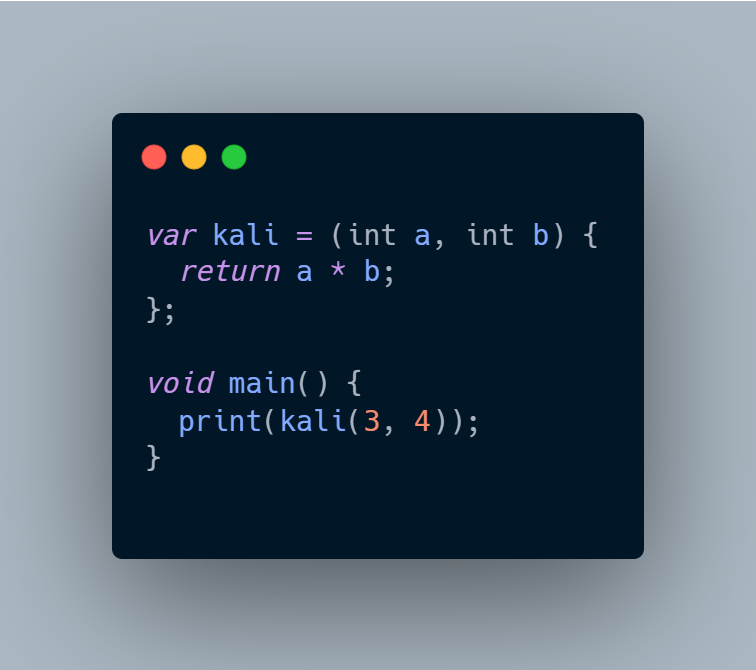 var kali = (int a, int b) {
  return a * b;
};

void main() {
  print(kali(3, 4));
}